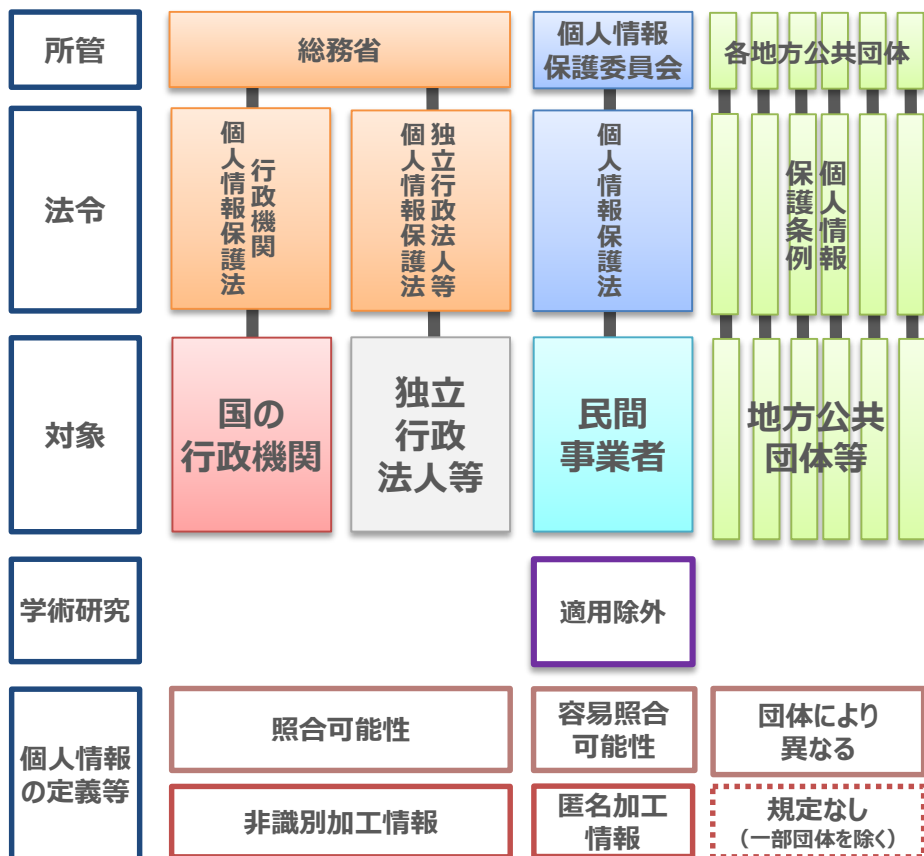 所管
総務省
個人情報
保護委員会
各地方公共団体
法令
行政機関
個人情報保護法
独立行政法人等
個人情報保護法
個人情報保護法
個人情報
保護条例
対象
国の
行政機関
独立
行政
法人等
民間
事業者
地方公共
団体等
学術研究
適用除外
個人情報
の定義等
照合可能性
容易照合
可能性
団体により
異なる
非識別加工情報
匿名加工
情報
規定なし
（一部団体を除く）